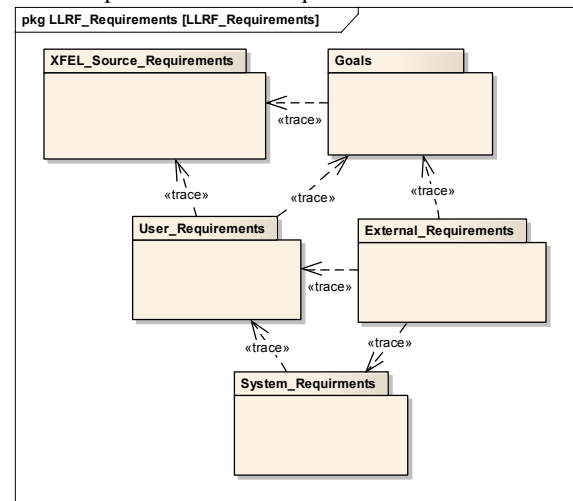 pkg LLRF_Requirements [LLRF_Requirements]
XFEL_Source_Requirements
Goals
«trace»
«trace»
«trace»
«trace»
User_Requirements
External_Requirements
«trace»
«trace»
«trace»
System_Requirments